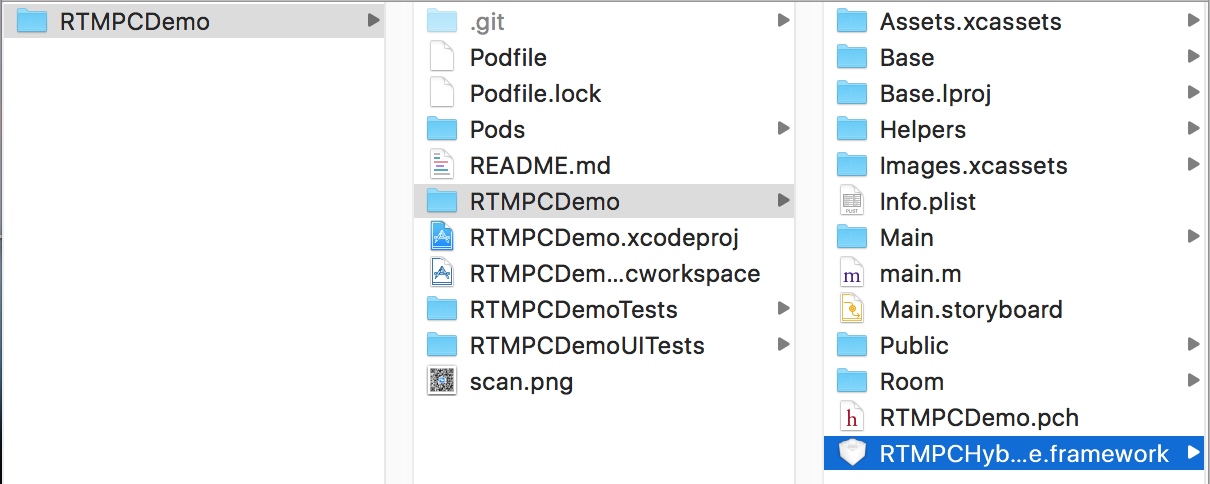 RTMPCDemo
.git
Podfile
Podfile.lock
Pods
README.md
RTMPCDemo
RTMPCDemo.xcodeproj
RTMPCDem...cworkspace
RTMPCDemoTests
RTMPCDemoUITests
scan.png
Assets.xcassets
Base
Base.lproj
Helpers
Images.xcassets
PLIST
Info.plist
Main
m
main.m
Main.storyboard
Public
Room
h
RTMPCDemo.pch
RTMPCHyb...e.framework